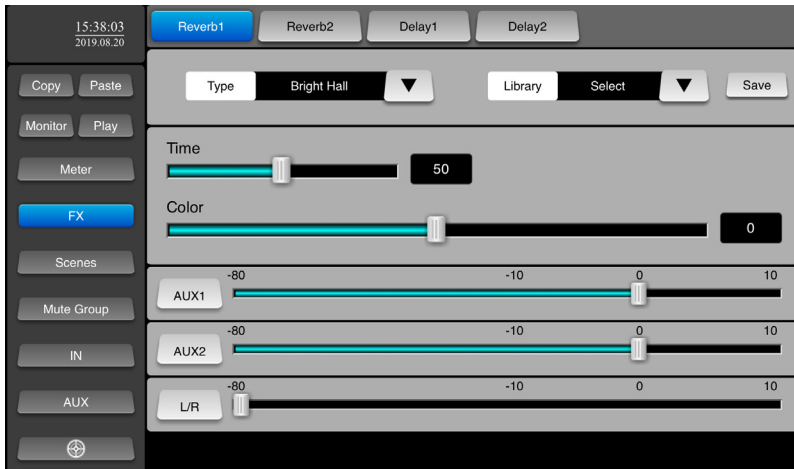 15:38:03
2019.08.20
Reverb1 Reverb2 Delay1 Delay2
Copy Paste
Type Bright Hall ▼ Library Select ▼ Save
Monitor Play
Meter
FX
Scenes
Mute Group
IN
AUX
Time
50
Color
0
-80 -10 0 10
AUX1
-80 -10 0 10
AUX2
-80 -10 0 10
L/R